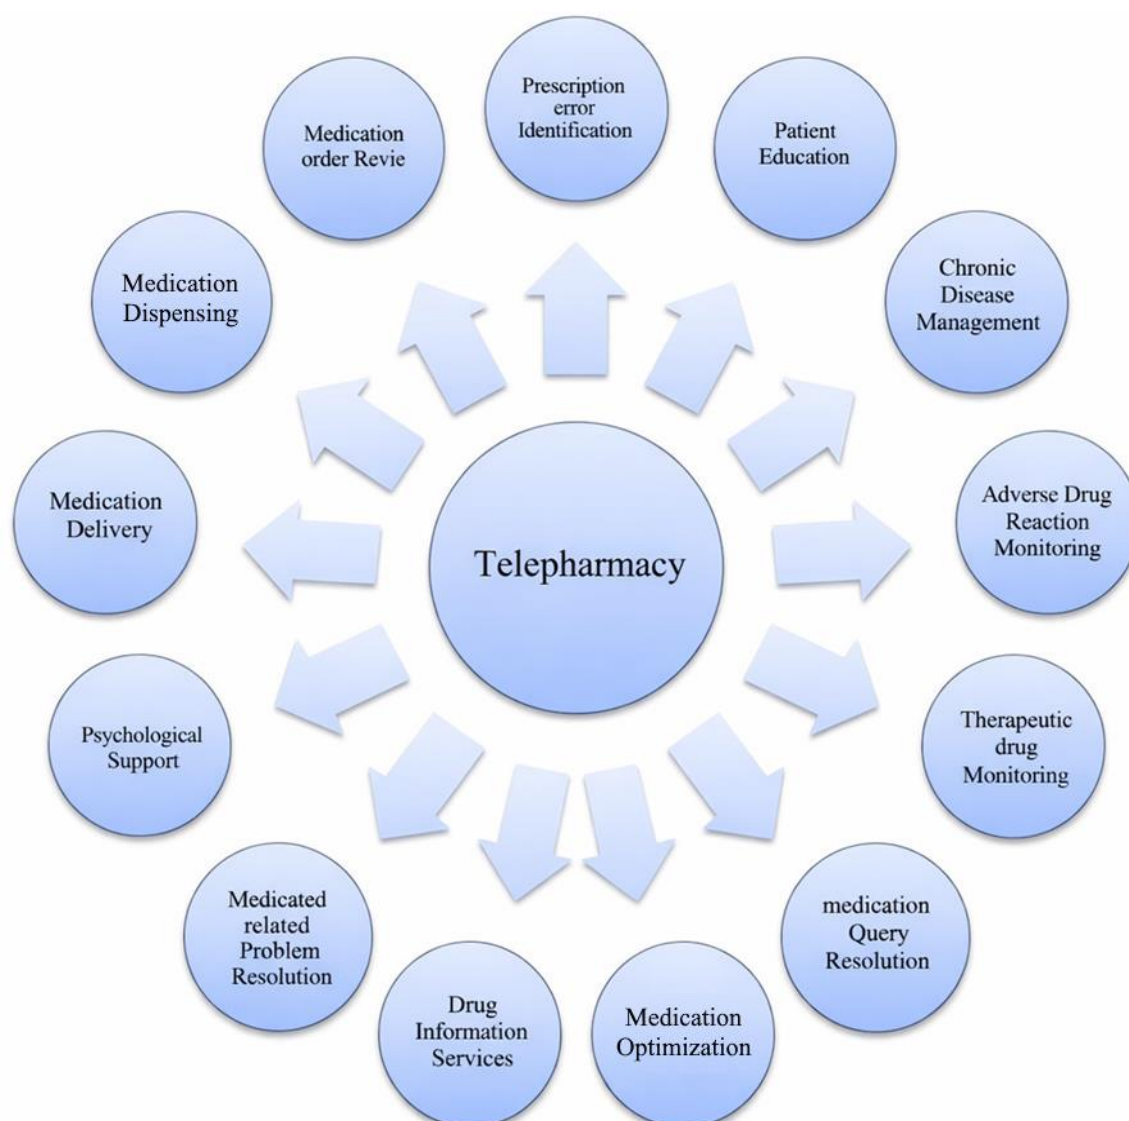 Prescription
error
Identification
Patient
Education
Chronic
Disease
Management
Adverse Drug
Reaction
Monitoring
Therapeutic
drug
Monitoring
medication
Query
Resolution
Medication
Optimization
Drug
Information
Services
Medicated
related
Problem
Resolution
Psychological
Support
Medication
Delivery
Medication
Dispensing
Medication
order Revie
Telepharmacy